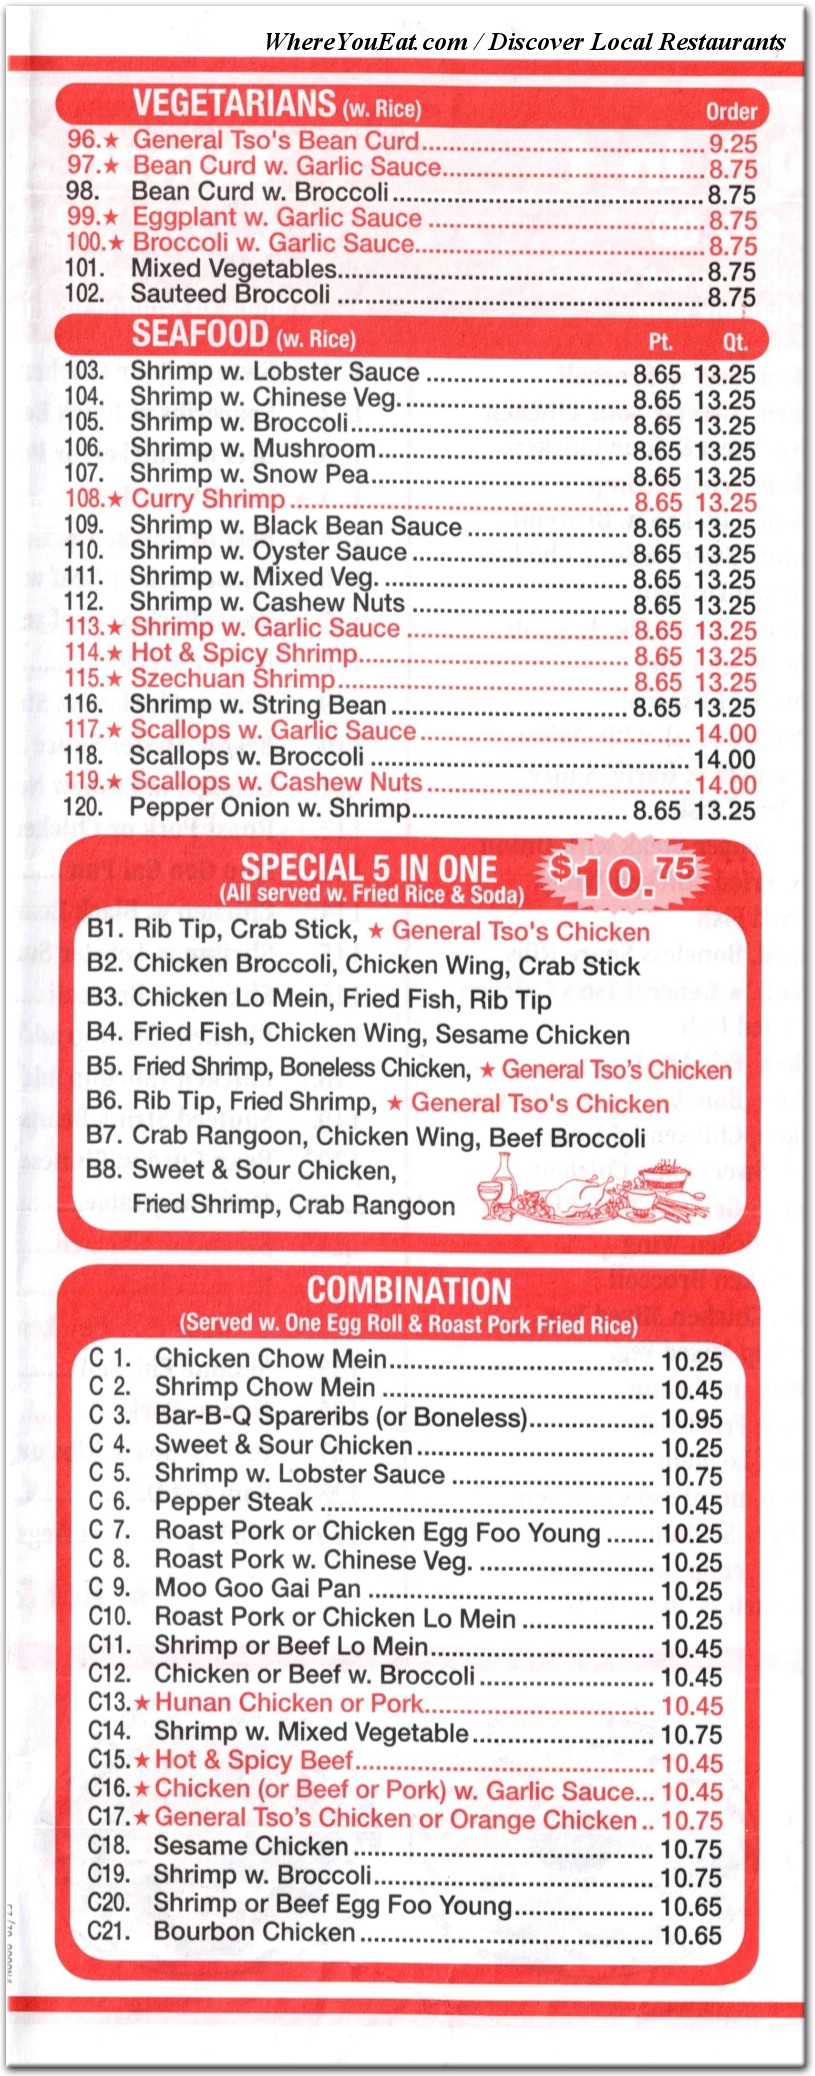 WhereYouEat.com / Discover Local Restaurants
VEGETARIANS (w. Rice) Order
96.★ General Tso's Bean Curd 9.25
97.★ Bean Curd w. Garlic Sauce 8.75
98. Bean Curd w. Broccoli 8.75
99.★ Eggplant w. Garlic Sauce 8.75
100.★ Broccoli w. Garlic Sauce 8.75
101. Mixed Vegetables 8.75
102. Sauteed Broccoli 8.75
SEAFOOD (w. Rice) Pt. Qt.
103. Shrimp w. Lobster Sauce 8.65 13.25
104. Shrimp w. Chinese Veg. 8.65 13.25
105. Shrimp w. Broccoli 8.65 13.25
106. Shrimp w. Mushroom 8.65 13.25
107. Shrimp w. Snow Pea 8.65 13.25
108.★ Curry Shrimp 8.65 13.25
109. Shrimp w. Black Bean Sauce 8.65 13.25
110. Shrimp w. Oyster Sauce 8.65 13.25
111. Shrimp w. Mixed Veg. 8.65 13.25
112. Shrimp w. Cashew Nuts 8.65 13.25
113.★ Shrimp w. Garlic Sauce 8.65 13.25
114.★ Hot & Spicy Shrimp 8.65 13.25
115.★ Szechuan Shrimp 8.65 13.25
116. Shrimp w. String Bean 8.65 13.25
117.★ Scallops w. Garlic Sauce 14.00
118. Scallops w. Broccoli 14.00
119.★ Scallops w. Cashew Nuts 14.00
120. Pepper Onion w. Shrimp 8.65 13.25
SPECIAL 5 IN ONE $10.75
(All served w. Fried Rice & Soda)
B1. Rib Tip, Crab Stick, ★ General Tso's Chicken
B2. Chicken Broccoli, Chicken Wing, Crab Stick
B3. Chicken Lo Mein, Fried Fish, Rib Tip
B4. Fried Fish, Chicken Wing, Sesame Chicken
B5. Fried Shrimp, Boneless Chicken, ★ General Tso's Chicken
B6. Rib Tip, Fried Shrimp, ★ General Tso's Chicken
B7. Crab Rangoon, Chicken Wing, Beef Broccoli
B8. Sweet & Sour Chicken,
Fried Shrimp, Crab Rangoon
COMBINATION
(Served w. One Egg Roll & Roast Pork Fried Rice)
C 1. Chicken Chow Mein 10.25
C 2. Shrimp Chow Mein 10.45
C 3. Bar-B-Q Spareribs (or Boneless) 10.95
C 4. Sweet & Sour Chicken 10.25
C 5. Shrimp w. Lobster Sauce 10.75
C 6. Pepper Steak 10.45
C 7. Roast Pork or Chicken Egg Foo Young 10.25
C 8. Roast Pork w. Chinese Veg. 10.25
C 9. Moo Goo Gai Pan 10.25
C10. Roast Pork or Chicken Lo Mein 10.25
C11. Shrimp or Beef Lo Mein 10.45
C12. Chicken or Beef w. Broccoli 10.45
C13.★ Hunan Chicken or Pork 10.45
C14. Shrimp w. Mixed Vegetable 10.75
C15.★ Hot & Spicy Beef 10.45
C16.★ Chicken (or Beef or Pork) w. Garlic Sauce 10.45
C17.★ General Tso's Chicken or Orange Chicken 10.75
C18. Sesame Chicken 10.75
C19. Shrimp w. Broccoli 10.75
C20. Shrimp or Beef Egg Foo Young 10.65
C21. Bourbon Chicken 10.65